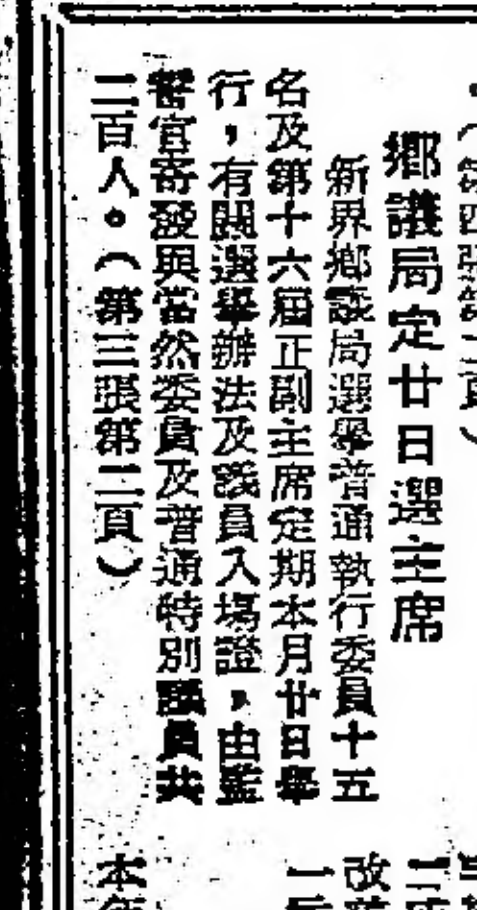 鄉議局定廿日選主席
新界鄉議局選舉普通執行委員十五
名及第十六屆正副主席定期本月廿日舉
行，有關選舉辦法及議員入場證，由監
督官寄發與當然委員及普通特別議員共
二百人。（第三張第二頁）